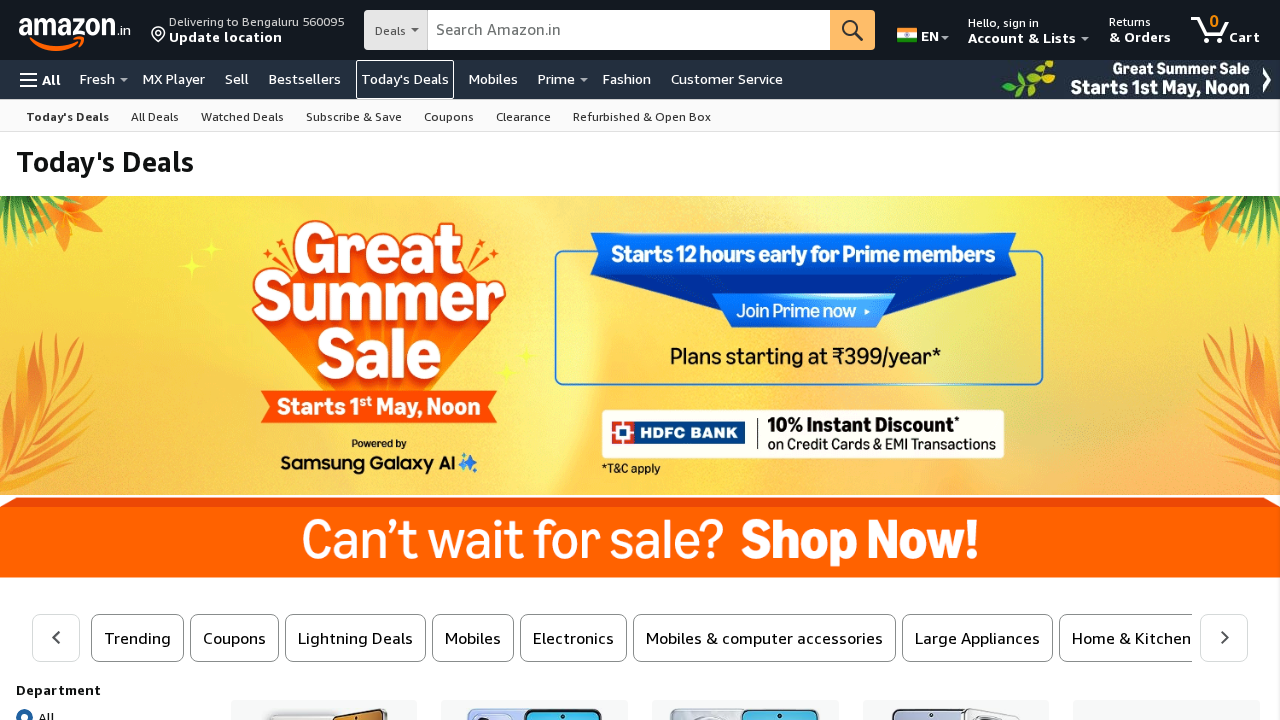 amazon.in
Delivering to Bengaluru 560095
Update location
Deals
Search Amazon.in
EN
Hello, sign in
Account & Lists
Returns
& Orders
0
Cart
All
Fresh
MX Player
Sell
Bestsellers
Today's Deals
Mobiles
Prime
Fashion
Customer Service
Great Summer Sale
Starts 1st May, Noon
Today's Deals
All Deals
Watched Deals
Subscribe & Save
Coupons
Clearance
Refurbished & Open Box
Today's Deals
Great
Summer
Sale
Starts 1st May, Noon
Powered by
Samsung Galaxy AI
Starts 12 hours early for Prime members
Join Prime now
Plans starting at ₹399/year*
HDFC BANK
10% Instant Discount*
on Credit Cards & EMI Transactions
*T&C apply
Can't wait for sale? Shop Now!
Trending
Coupons
Lightning Deals
Mobiles
Electronics
Mobiles & computer accessories
Large Appliances
Home & Kitchen
Department
All